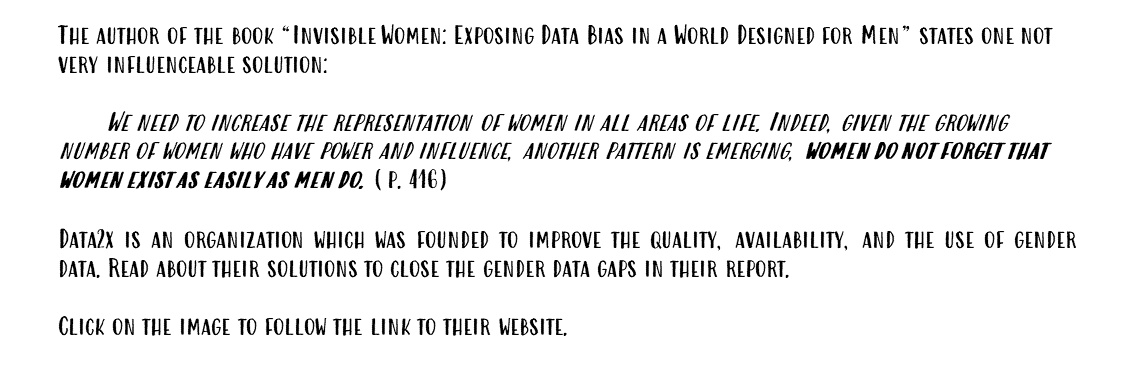 The author of the book “Invisible Women: Exposing Data Bias in a World Designed for Men” states one not
very influenceable solution:
We need to increase the representation of women in all areas of life. Indeed, given the growing
number of women who have power and influence, another pattern is emerging, women do not forget that
women exist as easily as men do. ( p. 416)
Data2x is an organization which was founded to improve the quality, availability, and the use of gender
data. Read about their solutions to close the gender data gaps in their report.
Click on the image to follow the link to their website.